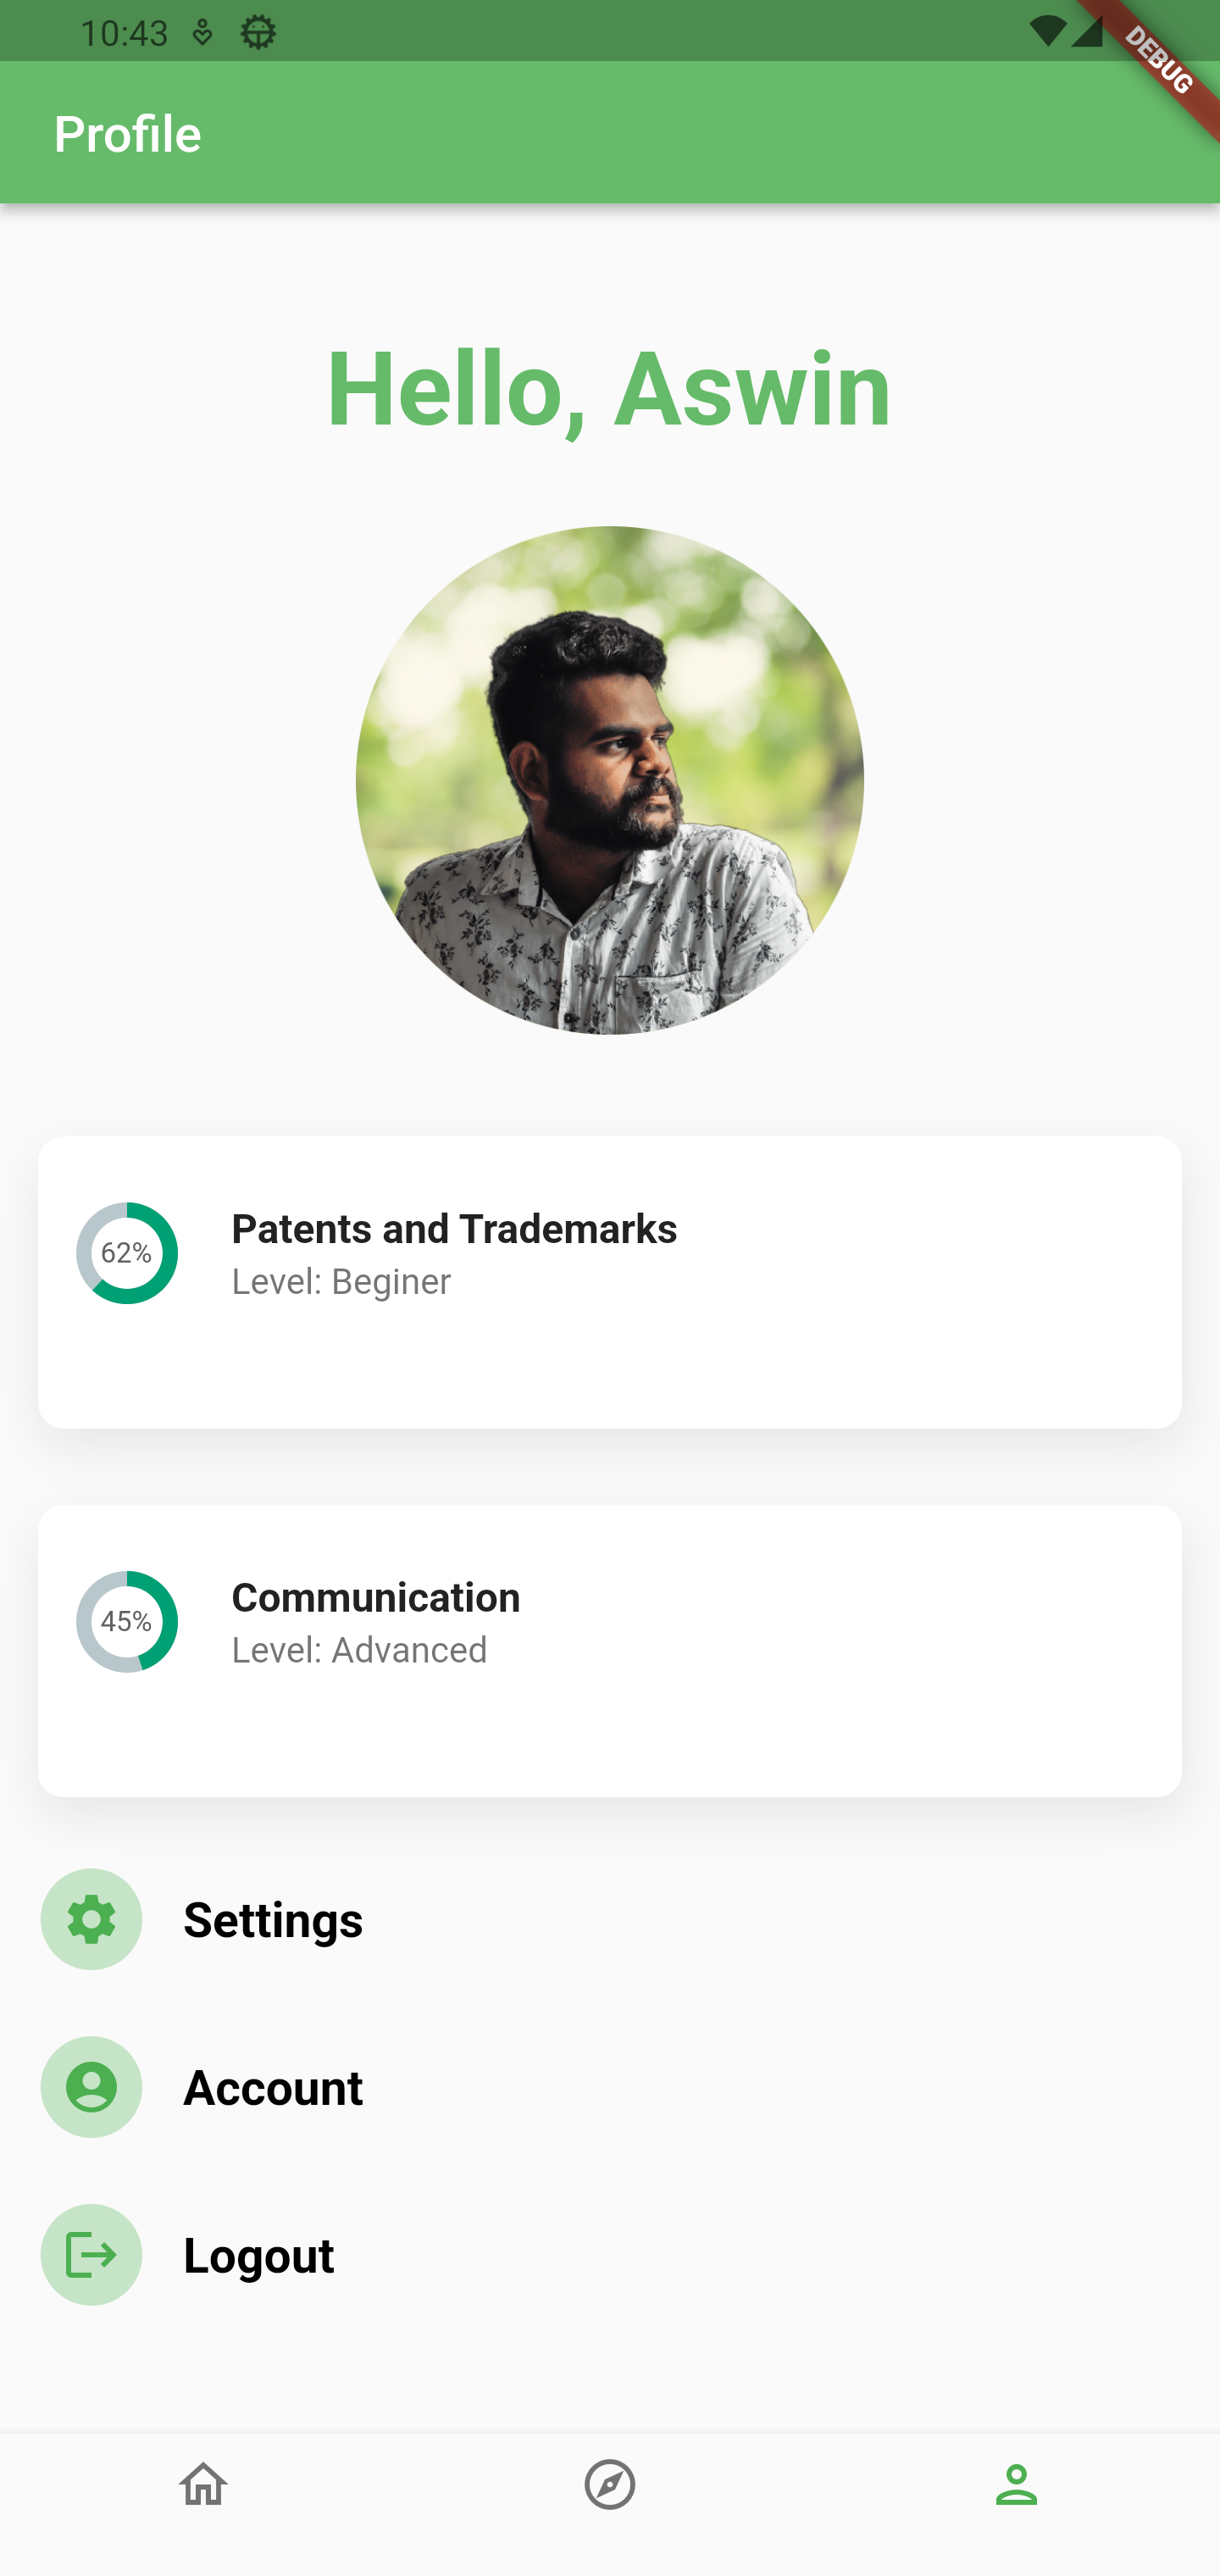 10:43
DEBUG
Profile
Hello, Aswin
62%
Patents and Trademarks
Level: Beginer
45%
Communication
Level: Advanced
Settings
Account
Logout